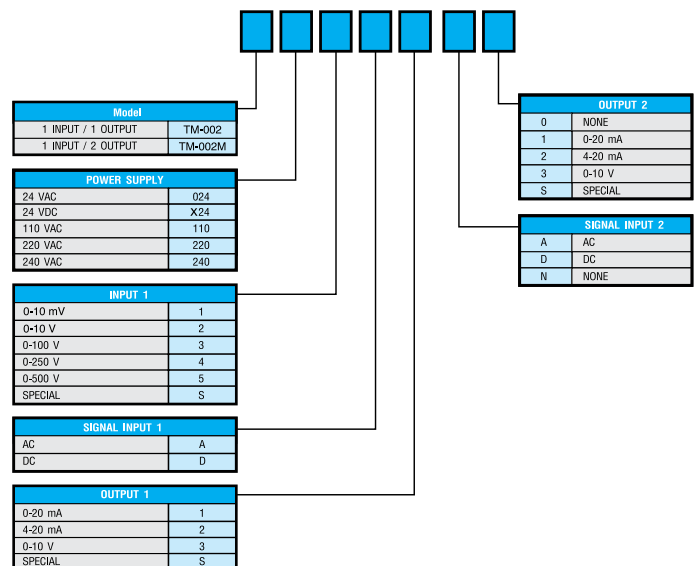 Model
1 INPUT / 1 OUTPUT TM-002
1 INPUT / 2 OUTPUT TM-002M
POWER SUPPLY
24 VAC 024
24 VDC X24
110 VAC 110
220 VAC 220
240 VAC 240
INPUT 1
0-10 mV 1
0-10 V 2
0-100 V 3
0-250 V 4
0-500 V 5
SPECIAL S
SIGNAL INPUT 1
AC A
DC D
OUTPUT 1
0-20 mA 1
4-20 mA 2
0-10 V 3
SPECIAL S
OUTPUT 2
0 NONE
1 0-20 mA
2 4-20 mA
3 0-10 V
S SPECIAL
SIGNAL INPUT 2
A AC
D DC
N NONE